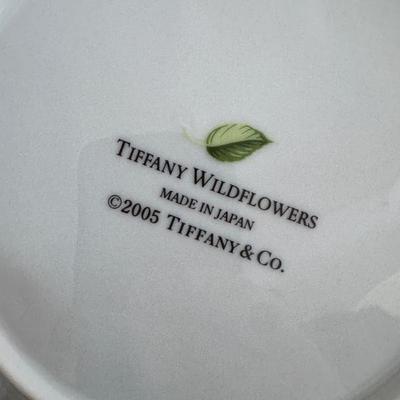 TIFFANY WILDFLOWERS
MADE IN JAPAN
©2005 TIFFANY & CO.